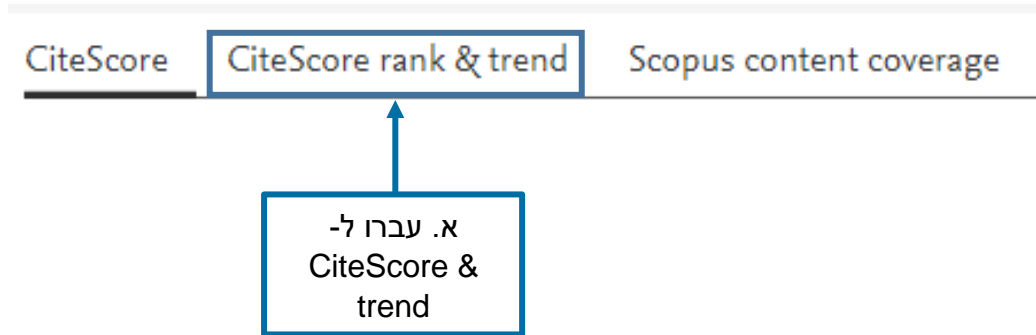 CiteScore CiteScore rank & trend Scopus content coverage
א. עברו ל-
CiteScore &
trend